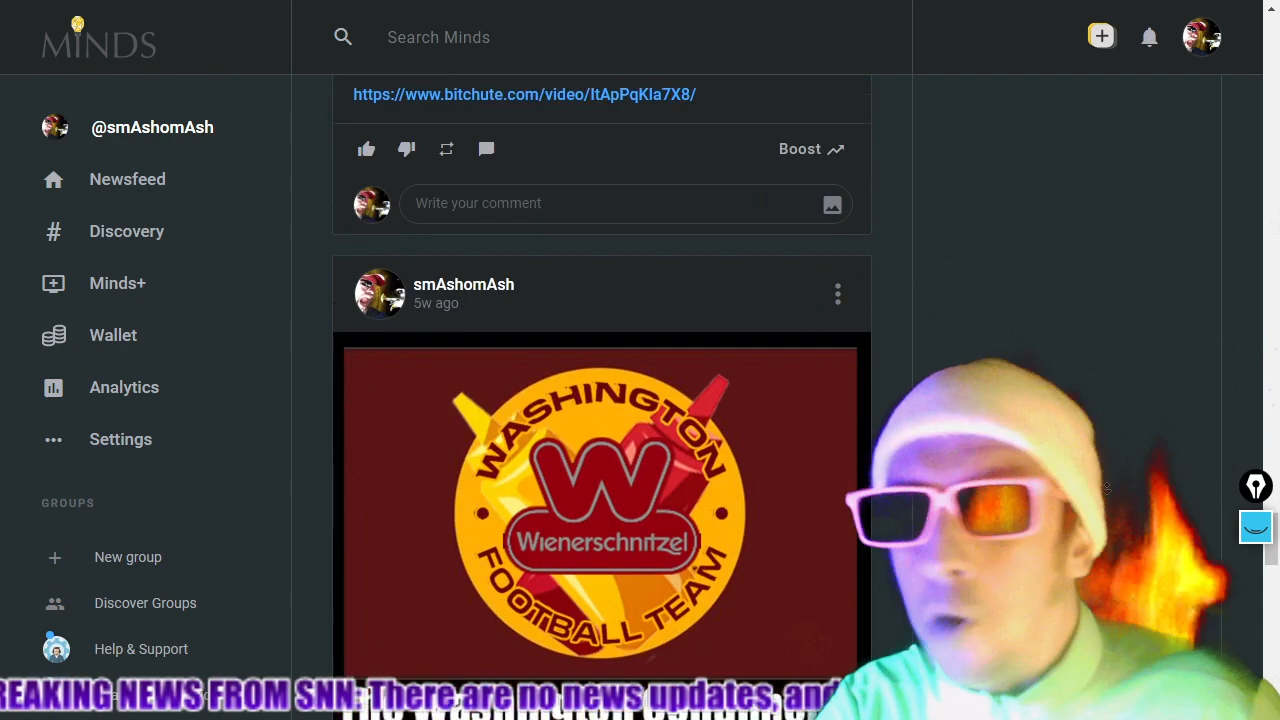 MINDS
Search Minds
@smAshomAsh
Newsfeed
Discovery
Minds+
Wallet
Analytics
Settings
GROUPS
New group
Discover Groups
Help & Support
https://www.bitchute.com/video/ItApPqKla7X8/
Boost
Write your comment
smAshomAsh
5w ago
WASHINGTON
W
Wienerschnitzel
FOOTBALL TEAM
The Washington
REAKING NEWS FROM SNN: There are no news updates, and